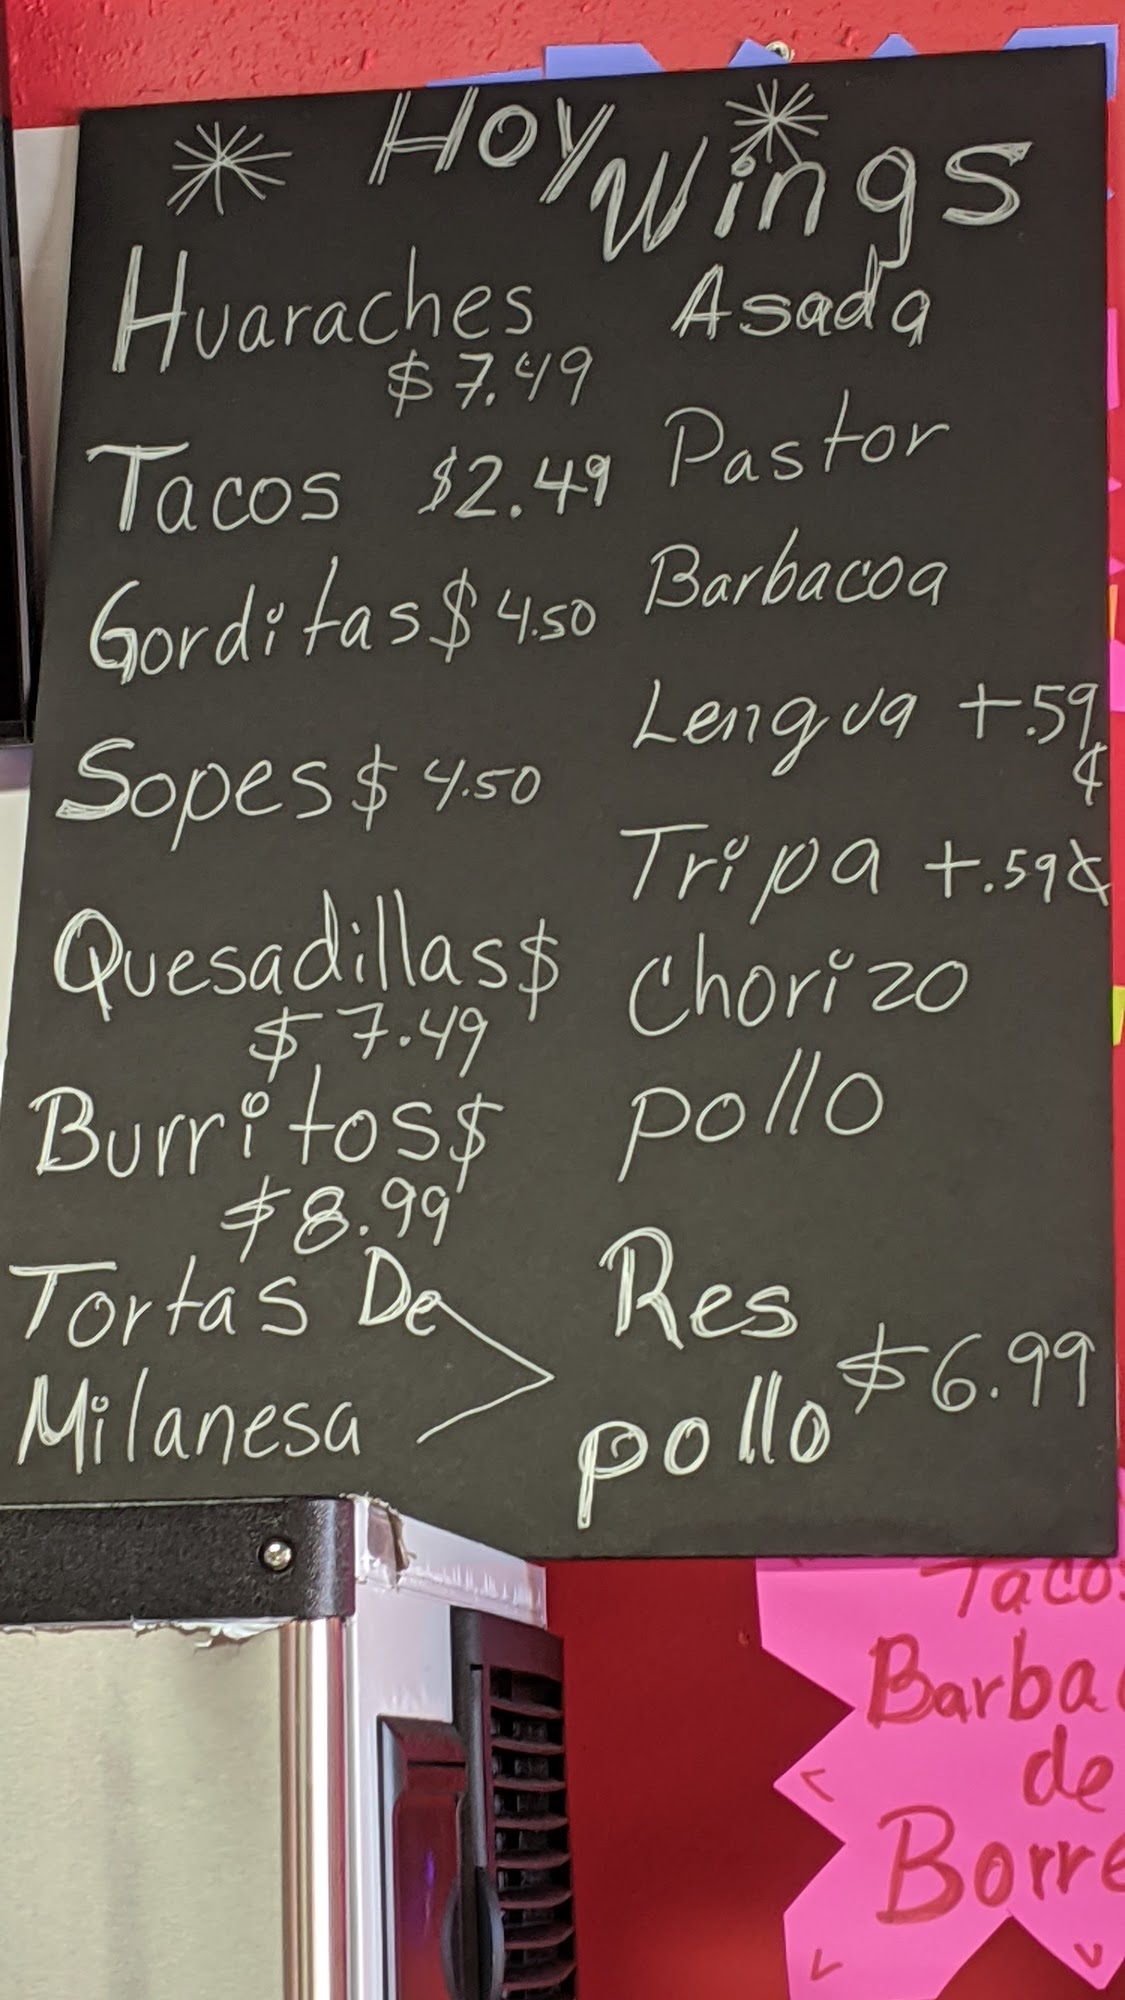 Hoy Wings
Huaraches
$7.49
Tacos $2.49
Gorditas $4.50
Sopes $4.50
Quesadillas $
$7.49
Burritos $
$8.99
Tortas De
Milanesa
Asada
Pastor
Barbacoa
Lengua +.59
¢
Tripa +.59¢
Chorizo
pollo
Res
pollo $6.99
Tacos
Barba
de
Borre